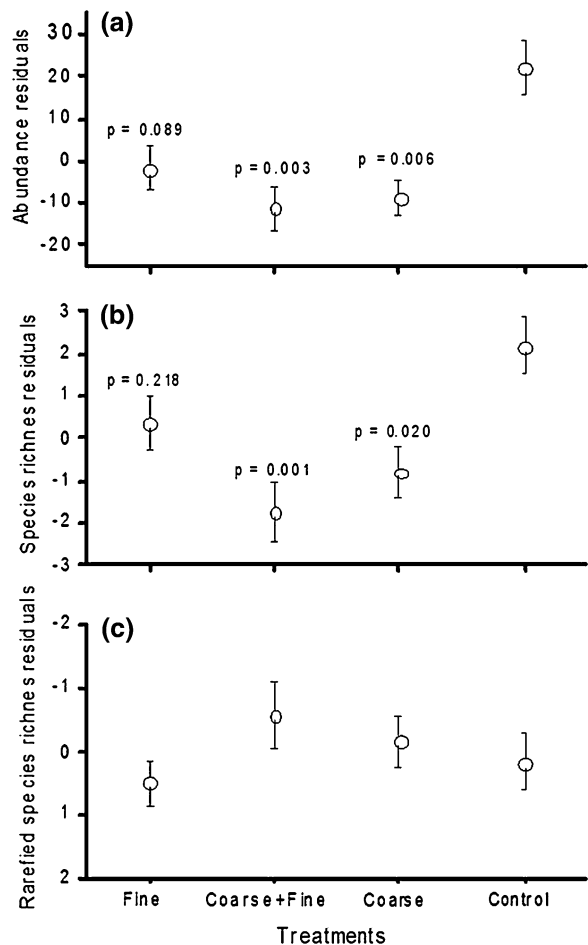 (a)
Abundance residuals
30
20
10
0
-10
-20
p = 0.089
p = 0.003
p = 0.006
(b)
Species richnes residuals
3
2
1
0
-1
-2
-3
p = 0.218
p = 0.001
p = 0.020
(c)
Rarefied species richnes residuals
-2
-1
0
1
2
Fine
Coarse+Fine
Coarse
Control
Treatments